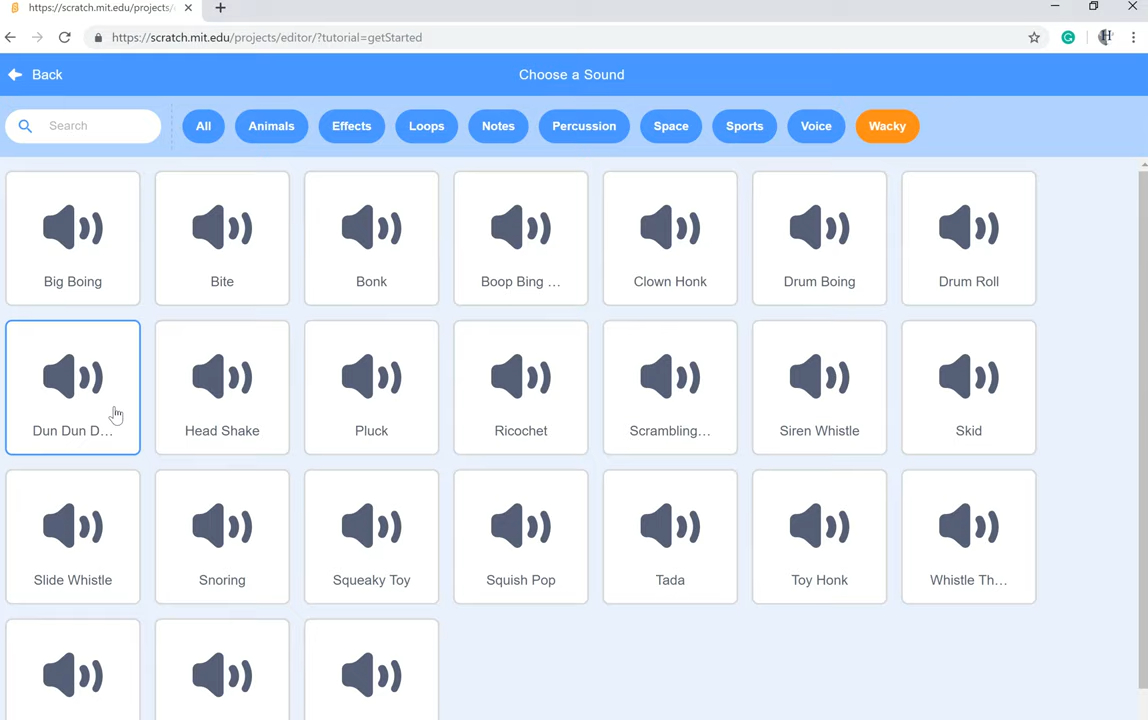 https://scratch.mit.edu/projects/
https://scratch.mit.edu/projects/editor/?tutorial=getStarted
H
Back
Choose a Sound
Search
All
Animals
Effects
Loops
Notes
Percussion
Space
Sports
Voice
Wacky
Big Boing
Bite
Bonk
Boop Bing ...
Clown Honk
Drum Boing
Drum Roll
Dun Dun D...
Head Shake
Pluck
Ricochet
Scrambling...
Siren Whistle
Skid
Slide Whistle
Snoring
Squeaky Toy
Squish Pop
Tada
Toy Honk
Whistle Th...